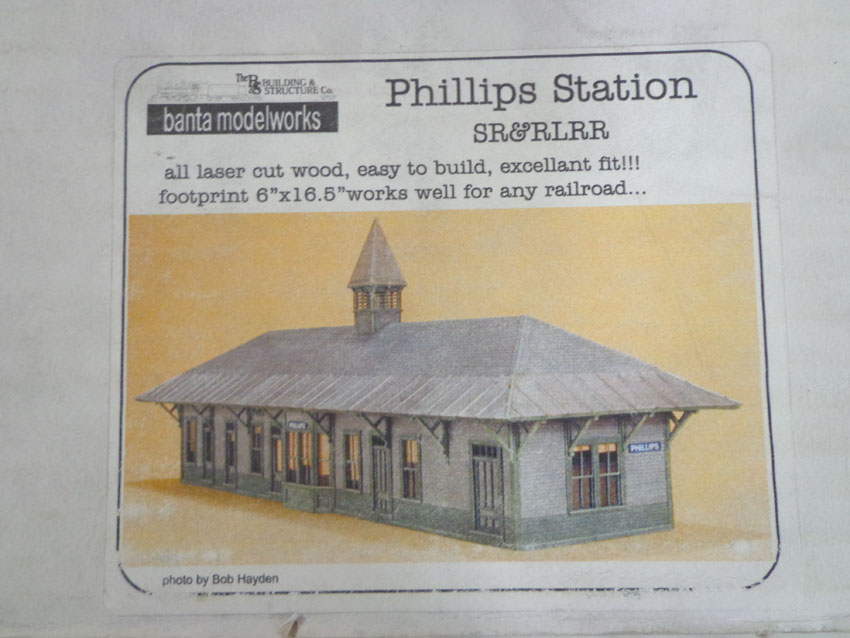 The B&S BUILDING &
STRUCTURE Co.
banta modelworks
Phillips Station
SR&RLRR
all laser cut wood, easy to build, excellant fit!!!
footprint 6”x16.5”works well for any railroad...
PHILLIPS
PHILLIPS
photo by Bob Hayden